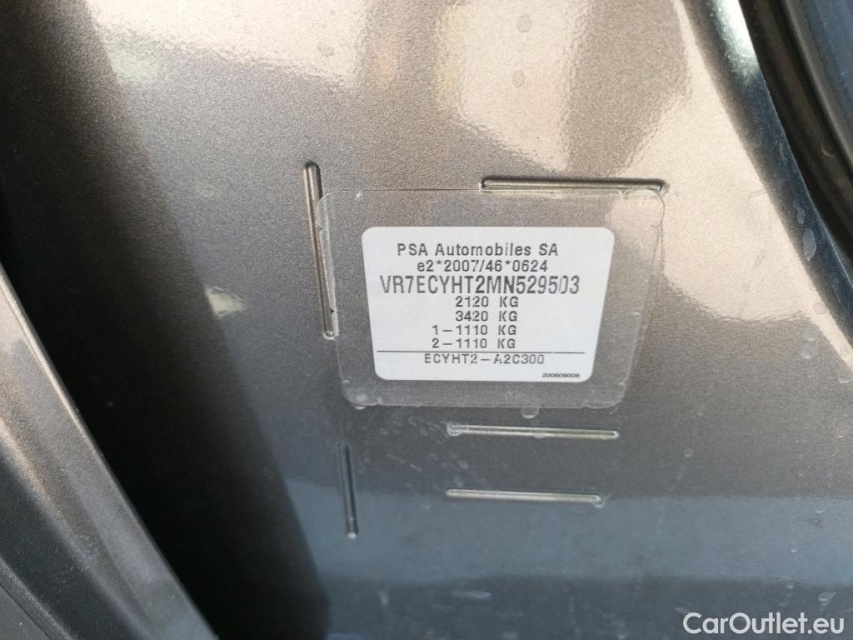 PSA Automobiles SA
e2*2007/46*0624
VR7ECYHT2MN529503
2120 KG
3420 KG
1-1110 KG
2-1110 KG
ECYHT2-A2C300
200609009
CarOutlet.eu